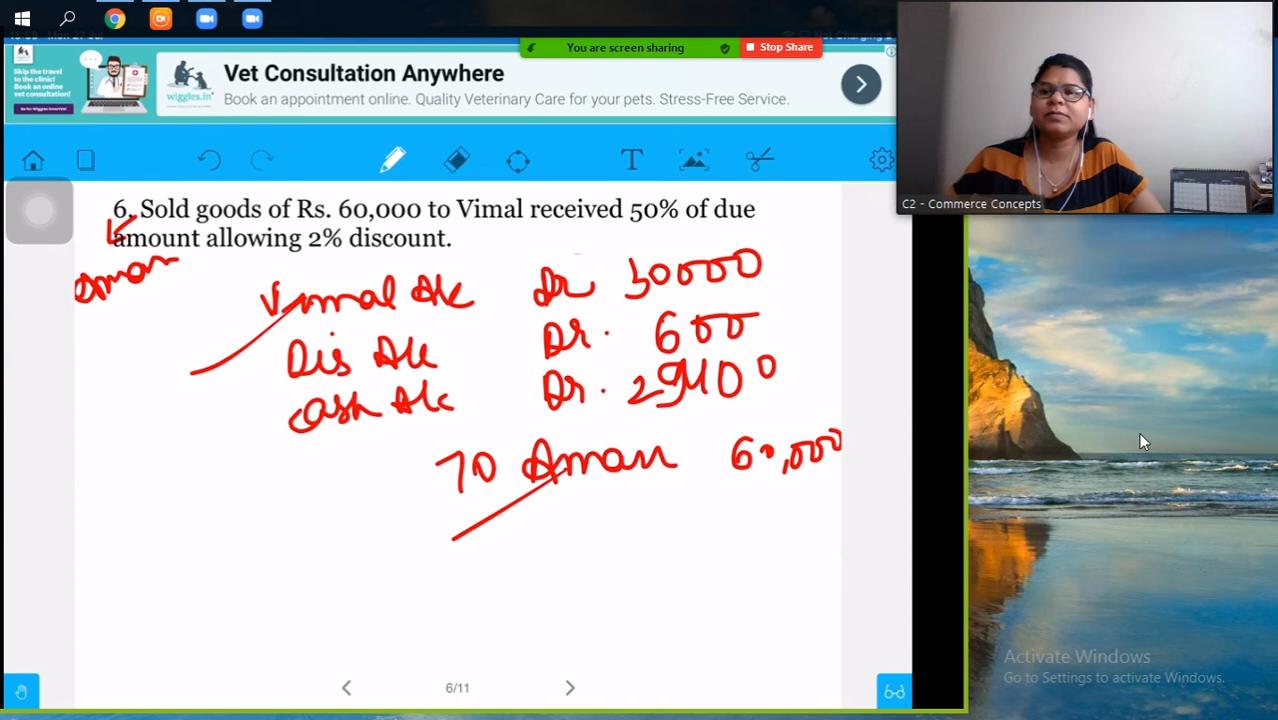 You are screen sharing
Stop Share
Skip the travel
to the clinic!
Book an online
vet consultation
wiggles.in
Vet Consultation Anywhere
Book an appointment online. Quality Veterinary Care for your pets. Stress-Free Service.
C2 - Commerce Concepts
T
6. Sold goods of Rs. 60,000 to Vimal received 50% of due
amount allowing 2% discount.
Aman
Vimal A/c Dr 30000
Dis A/c Dr. 600
Cash A/c Dr. 29400
To Aman 60,000
6/11
Activate Windows
Go to Settings to activate Windows.